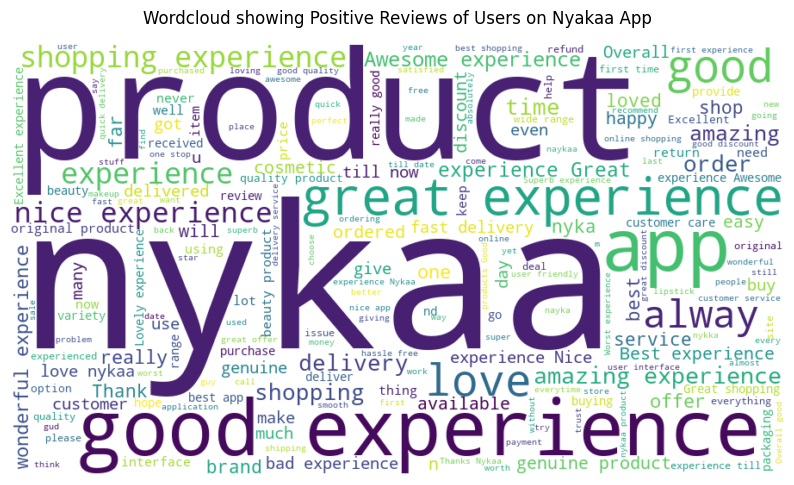 Wordcloud showing Positive Reviews of Users on Nyakaa App
product
nykaa
good experience
great experience
app
love
good
alway
nice experience
experience
shopping experience
Awesome experience
amazing experience
wonderful experience
Excellent experience
Lovely experience
Best experience
experience Great
experience Nice
experience Awesome
bad experience
delivery
shopping
service
order
amazing
time
loved
shop
happy
even
Overall
discount
really good
far
never
well
got
received
u
item
price
cosmetic
till now
quality product
delivered
beauty
review
original product
will
using
many
now
variety
use
range
really
love nykaa
Thank
customer
option
hope
best app
application
quality
gud
please
think
interface
brand
much
make
genuine
purchase
lot
beauty product
delivery service
ordered
fast delivery
nyka
give
one
day
keep
easy
best
buy
offer
return
need
customer care
original
wonderful
still
people
customer service
great discount
lipstick
Worst experience
user interface
almost
every
site
nykka
Great shopping
everything
store
everytime
buying
available
thing
deliver
issue
money
nice app
giving
hassle free
work
way
nd
go
super
deal
user friendly
products Good
yet
online
ordering
choose
experience Nykaa
better
nayka
m
genuine product
experience till
packaging
Overall good
trust
without
try
payment
worth
Thanks Nykaa
n
first
smooth
shipping
call
guy
worst
great offer
used
date
star
superb
want
back
fast
great
makeup
one stop
stuff
find
say
place
quick delivery
purchased
loving
awesome
user
good quality
quick
perfect
made
free
satisfied
year
best shopping
refund
help
first time
first experience
provide
wide range
absolutely
recommend
Excellent
new
going
online shopping
good discount
last
naykaa
come
till date
Superb experience
experienced
problem
sale
nykaa product